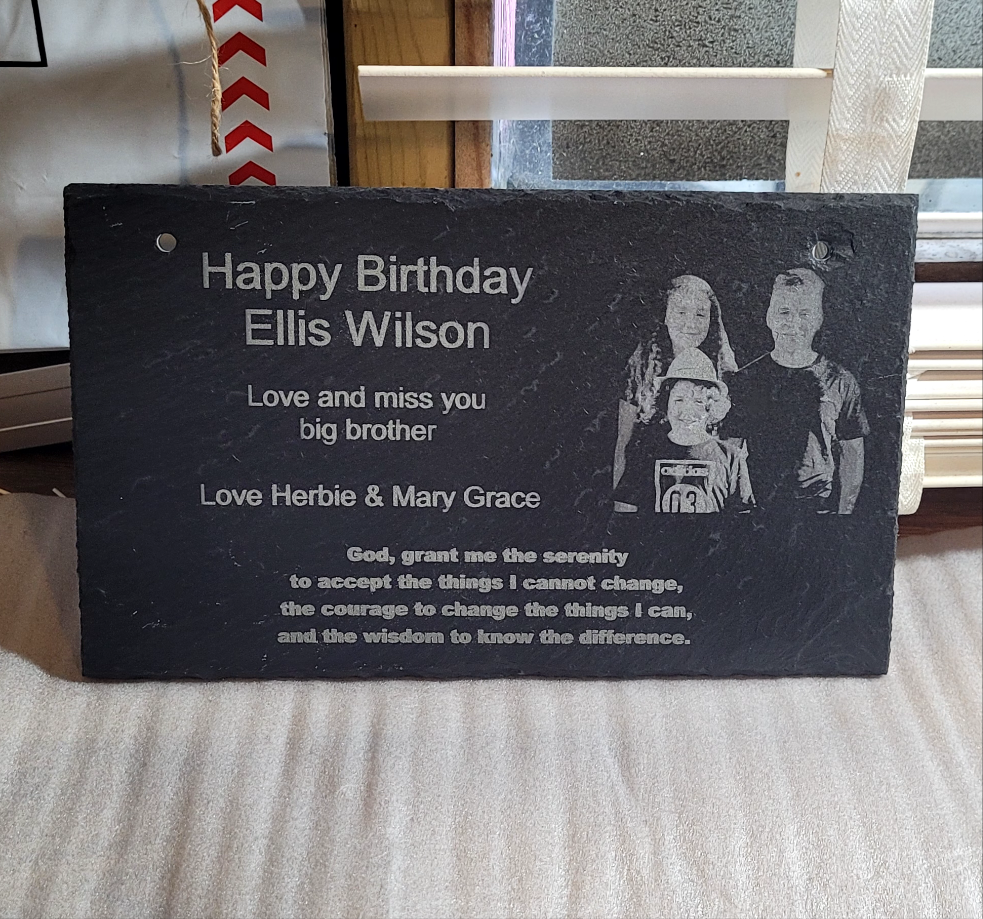 Happy Birthday
Ellis Wilson
Love and miss you
big brother
Love Herbie & Mary Grace
adidas
03
God, grant me the serenity
to accept the things I cannot change,
the courage to change the things I can,
and the wisdom to know the difference.